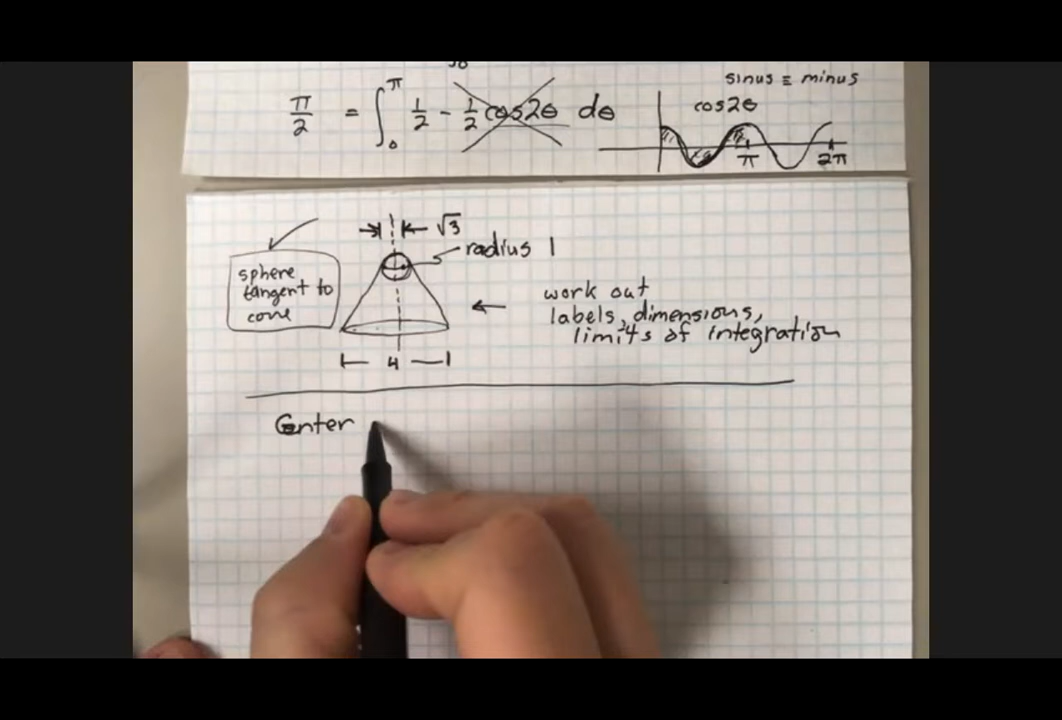 π/2 = ∫₀^π 1/2 - 1/2 cos2θ dθ
sinus ≡ minus
cos2θ
π
2π
√3
radius 1
sphere
tangent to
cone
work out
labels, dimensions,
limits of integration
4
Center